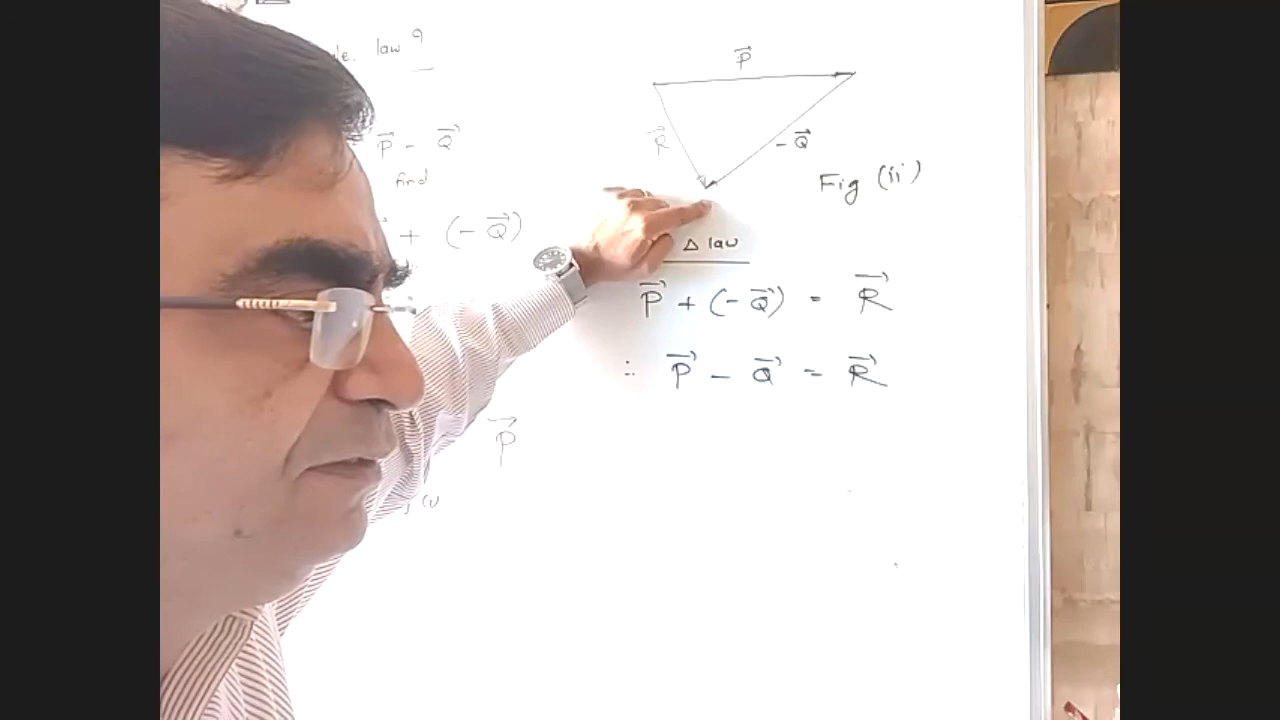 law
P⃗ - Q⃗
find
+ (-Q⃗)
P⃗
P⃗
R⃗
-Q⃗
Fig (ii)
Δ law
P⃗ + (-Q⃗) = R⃗
∴ P⃗ - Q⃗ = R⃗